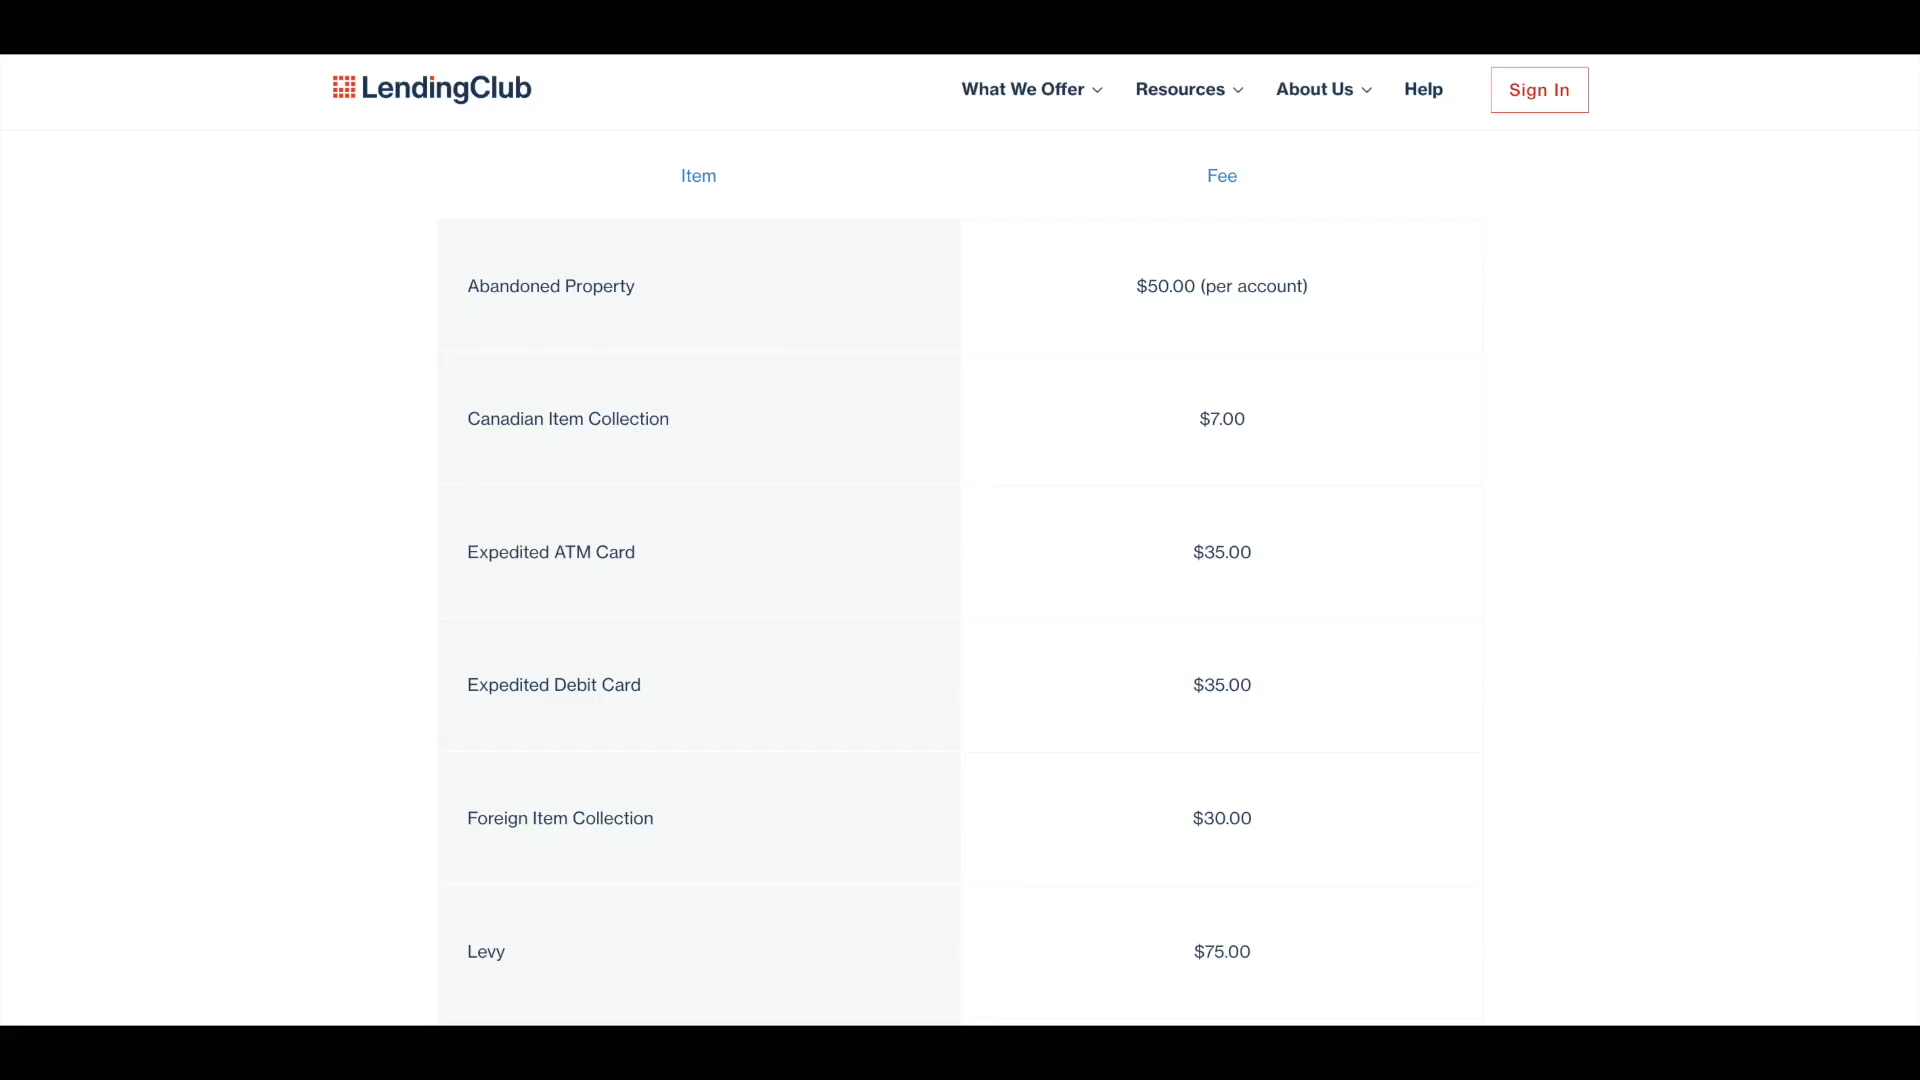 LendingClub What We Offer Resources About Us Help Sign In
Item Fee
Abandoned Property $50.00 (per account)
Canadian Item Collection $7.00
Expedited ATM Card $35.00
Expedited Debit Card $35.00
Foreign Item Collection $30.00
Levy $75.00